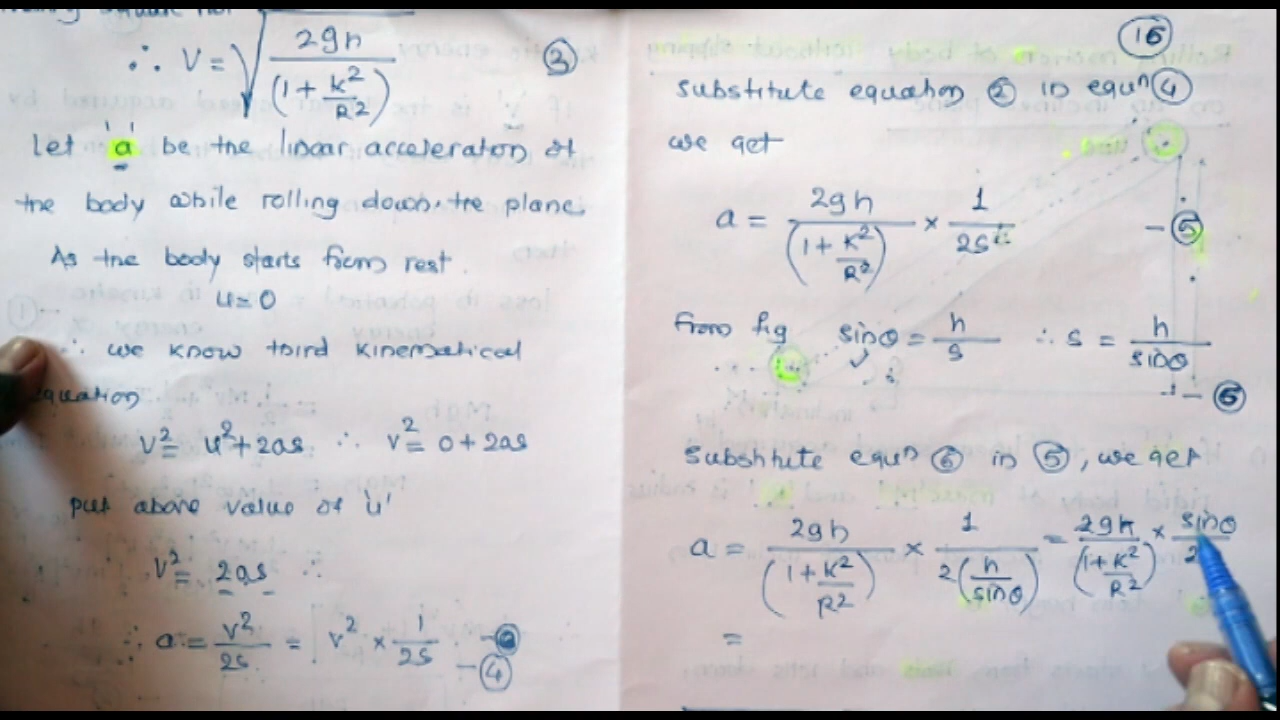 ∴ V = √(2gh / (1 + K²/R²)) (3)
Let 'a' be the linear acceleration of
the body while rolling down the plane
As the body starts from rest.
u = 0
∴ we know third kinematical
equation
V² = u² + 2as ∴ V² = 0 + 2as
put above value of 'u'
V² = 2as
∴ a = V²/2s = V² × 1/2s
— (4)
(16)
substitute equation (2) in equn (4)
we get
a = 2gh / (1 + K²/R²) × 1/2s — (5)
From fig sinθ = h/s ∴ s = h/sinθ
— (6)
Substitute equn (6) in (5), we get
a = 2gh / (1 + K²/R²) × 1 / 2(h/sinθ) = 2gh / (1 + K²/R²) × sinθ / 2
=